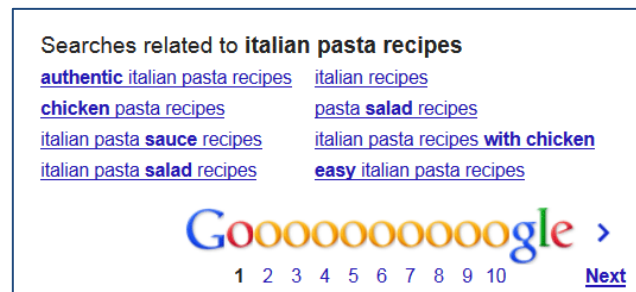 Searches related to italian pasta recipes
authentic italian pasta recipes italian recipes
chicken pasta recipes pasta salad recipes
italian pasta sauce recipes italian pasta recipes with chicken
italian pasta salad recipes easy italian pasta recipes
Goooooooooogle >
1 2 3 4 5 6 7 8 9 10 Next